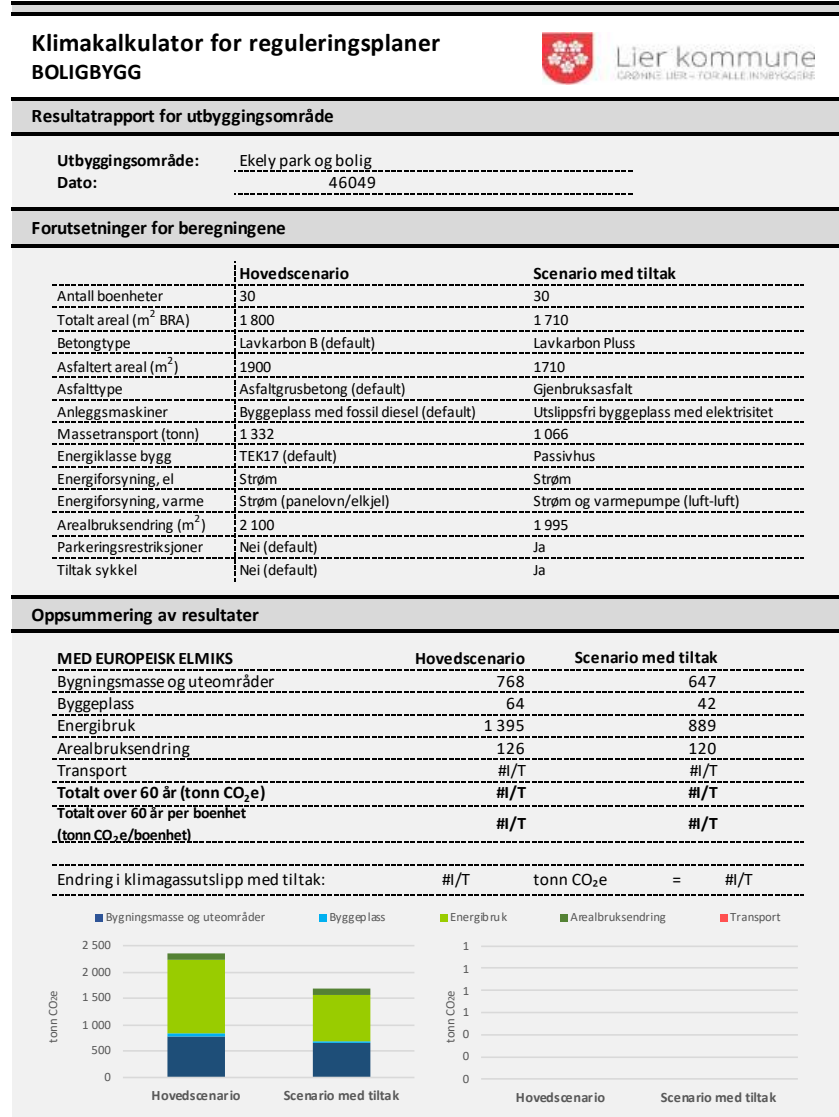 Klimakalkulator for reguleringsplaner
BOLIGBYGG
Lier kommune
GRØNNE LIER – FOR ALLE INNBYGGERE
Resultatrapport for utbyggingsområde
Utbyggingsområde: Ekely park og bolig
Dato: 46049
Forutsetninger for beregningene
Hovedscenario Scenario med tiltak
Antall boenheter 30 30
Totalt areal (m² BRA) 1 800 1 710
Betongtype Lavkarbon B (default) Lavkarbon Pluss
Asfaltert areal (m²) 1900 1710
Asfalttype Asfaltgrusbetong (default) Gjenbruksasfalt
Anleggsmaskiner Byggeplass med fossil diesel (default) Utslippsfri byggeplass med elektrisitet
Massetransport (tonn) 1 332 1 066
Energiklasse bygg TEK17 (default) Passivhus
Energiforsyning, el Strøm Strøm
Energiforsyning, varme Strøm (panelovn/elkjel) Strøm og varmepumpe (luft-luft)
Arealbruksendring (m²) 2 100 1 995
Parkeringsrestriksjoner Nei (default) Ja
Tiltak sykkel Nei (default) Ja
Oppsummering av resultater
MED EUROPEISK ELMIKS Hovedscenario Scenario med tiltak
Bygningsmasse og uteområder 768 647
Byggeplass 64 42
Energibruk 1 395 889
Arealbruksendring 126 120
Transport #I/T #I/T
Totalt over 60 år (tonn CO₂e) #I/T #I/T
Totalt over 60 år per boenhet
(tonn CO₂e/boenhet) #I/T #I/T
Endring i klimagassutslipp med tiltak: #I/T tonn CO₂e = #I/T
Bygningsmasse og uteområder Byggeplass Energibruk Arealbruksendring Transport
tonn CO₂e
2 500
2 000
1 500
1 000
500
0
Hovedscenario Scenario med tiltak
tonn CO₂e
1
1
1
1
0
0
0
Hovedscenario Scenario med tiltak